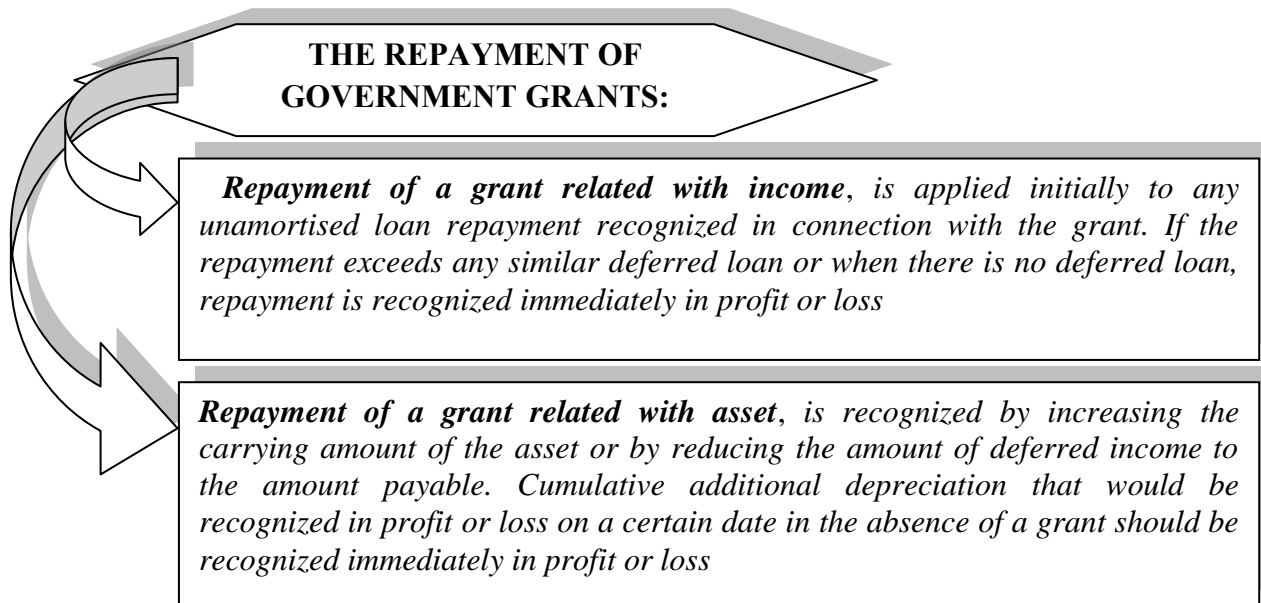 THE REPAYMENT OF
GOVERNMENT GRANTS:
Repayment of a grant related with income, is applied initially to any
unamortised loan repayment recognized in connection with the grant. If the
repayment exceeds any similar deferred loan or when there is no deferred loan,
repayment is recognized immediately in profit or loss
Repayment of a grant related with asset, is recognized by increasing the
carrying amount of the asset or by reducing the amount of deferred income to
the amount payable. Cumulative additional depreciation that would be
recognized in profit or loss on a certain date in the absence of a grant should be
recognized immediately in profit or loss